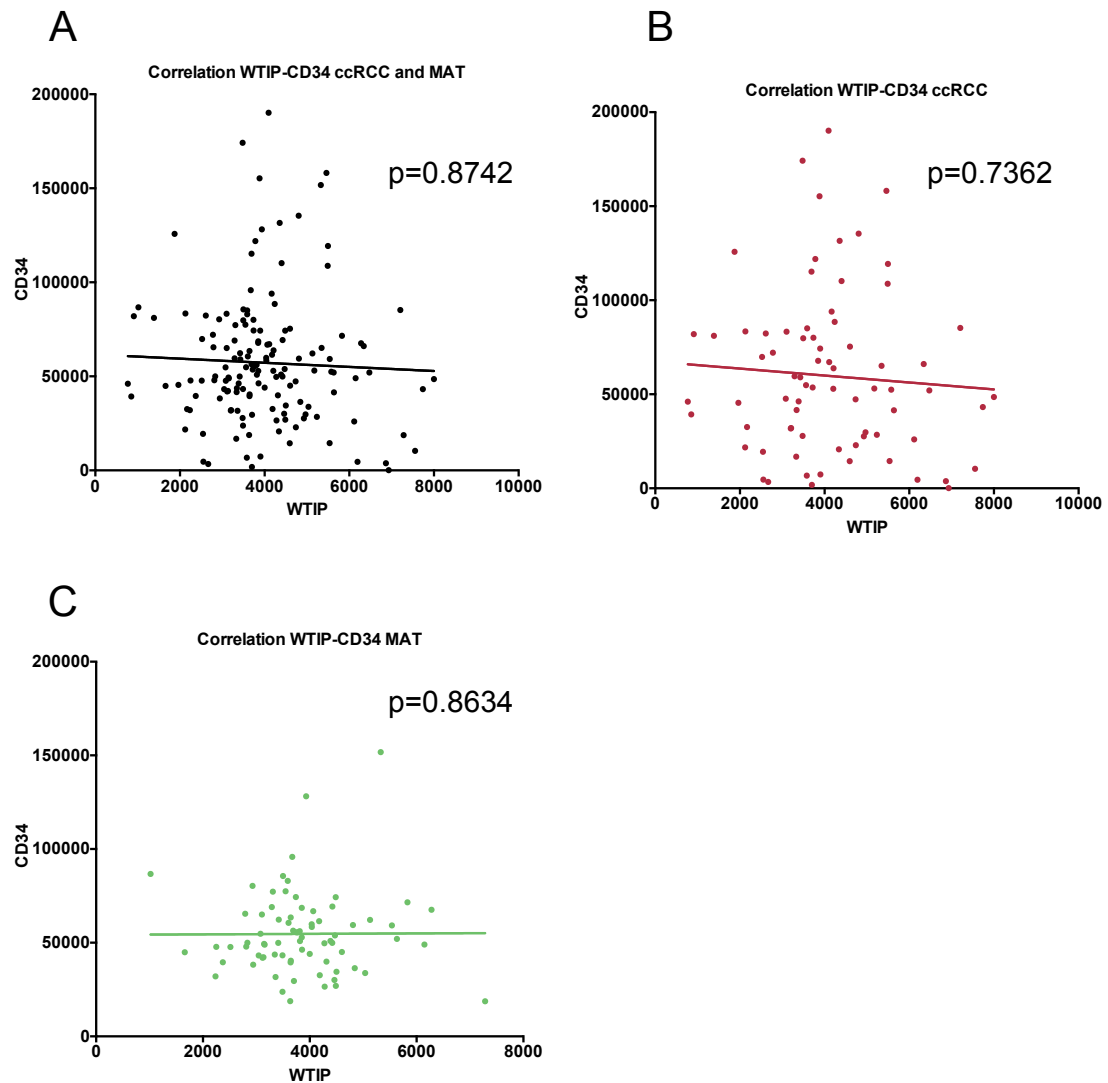 A
Correlation WTIP-CD34 ccRCC and MAT
200000
150000
100000
50000
0
CD34
p=0.8742
0 2000 4000 6000 8000 10000
WTIP
B
Correlation WTIP-CD34 ccRCC
200000
150000
100000
50000
0
CD34
p=0.7362
0 2000 4000 6000 8000 10000
WTIP
C
Correlation WTIP-CD34 MAT
200000
150000
100000
50000
0
CD34
p=0.8634
0 2000 4000 6000 8000
WTIP